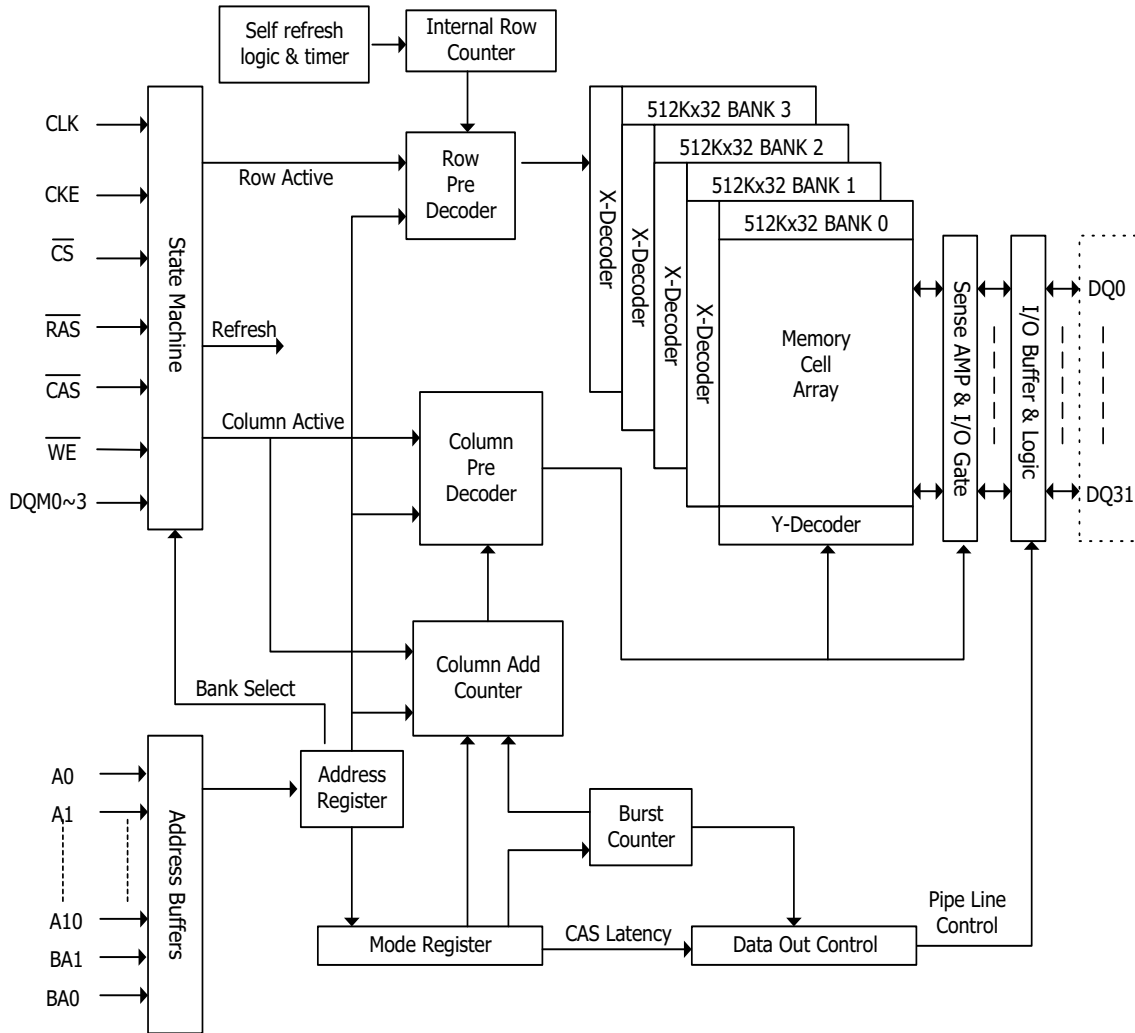 Self refresh
logic & timer
Internal Row
Counter
CLK
CKE
CS
RAS
CAS
WE
DQM0~3
State Machine
Row Active
Refresh
Column Active
Row
Pre
Decoder
Column
Pre
Decoder
Column Add
Counter
Bank Select
512Kx32 BANK 3
512Kx32 BANK 2
512Kx32 BANK 1
512Kx32 BANK 0
X-Decoder
X-Decoder
X-Decoder
X-Decoder
Memory
Cell
Array
Y-Decoder
Sense AMP & I/O Gate
I/O Buffer & Logic
DQ0
DQ31
A0
A1
A10
BA1
BA0
Address Buffers
Address
Register
Burst
Counter
Mode Register
CAS Latency
Data Out Control
Pipe Line
Control